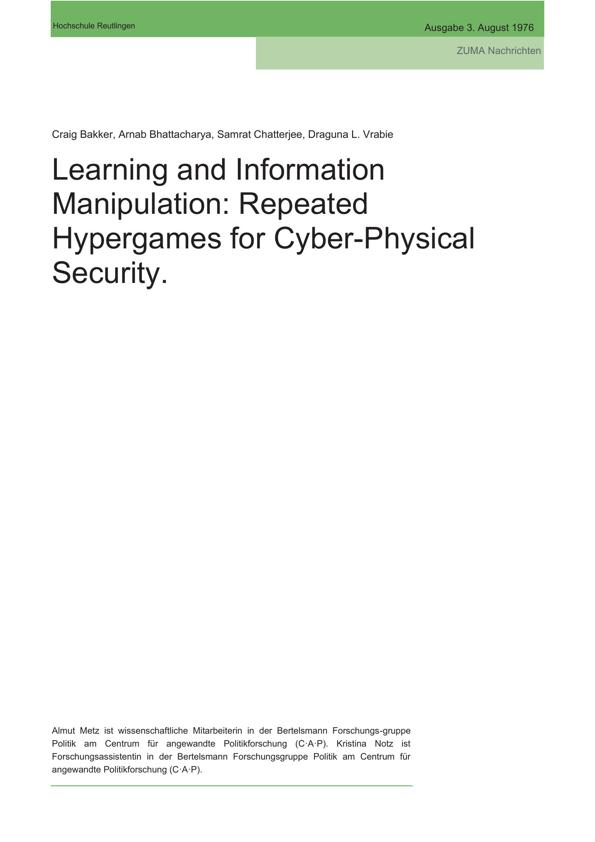 Hochschule Reutlingen
Ausgabe 3. August 1976
ZUMA Nachrichten
Craig Bakker, Arnab Bhattacharya, Samrat Chatterjee, Draguna L. Vrabie
Learning and Information
Manipulation: Repeated
Hypergames for Cyber-Physical
Security.
Almut Metz ist wissenschaftliche Mitarbeiterin in der Bertelsmann Forschungs-gruppe
Politik am Centrum für angewandte Politikforschung (C·A·P). Kristina Notz ist
Forschungsassistentin in der Bertelsmann Forschungsgruppe Politik am Centrum für
angewandte Politikforschung (C·A·P).